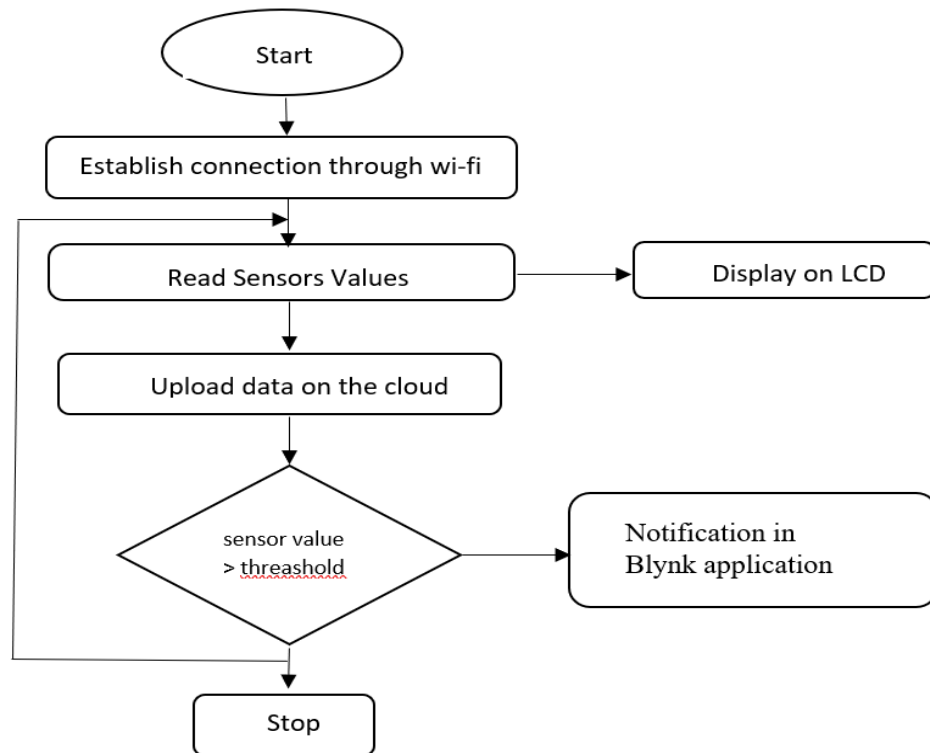 Start
Establish connection through wi-fi
Read Sensors Values
Display on LCD
Upload data on the cloud
sensor value
> threashold
Notification in
Blynk application
Stop